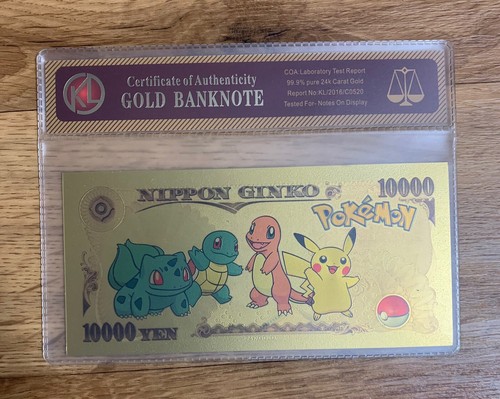 KL
Certificate of Authenticity
GOLD BANKNOTE
COA Laboratory Test Report
99.9% pure 24k Carat Gold
Report No:KL/2016/C0520
Tested For- Notes On Display
NIPPON GINKO
10000
POKéMON
10000 YEN